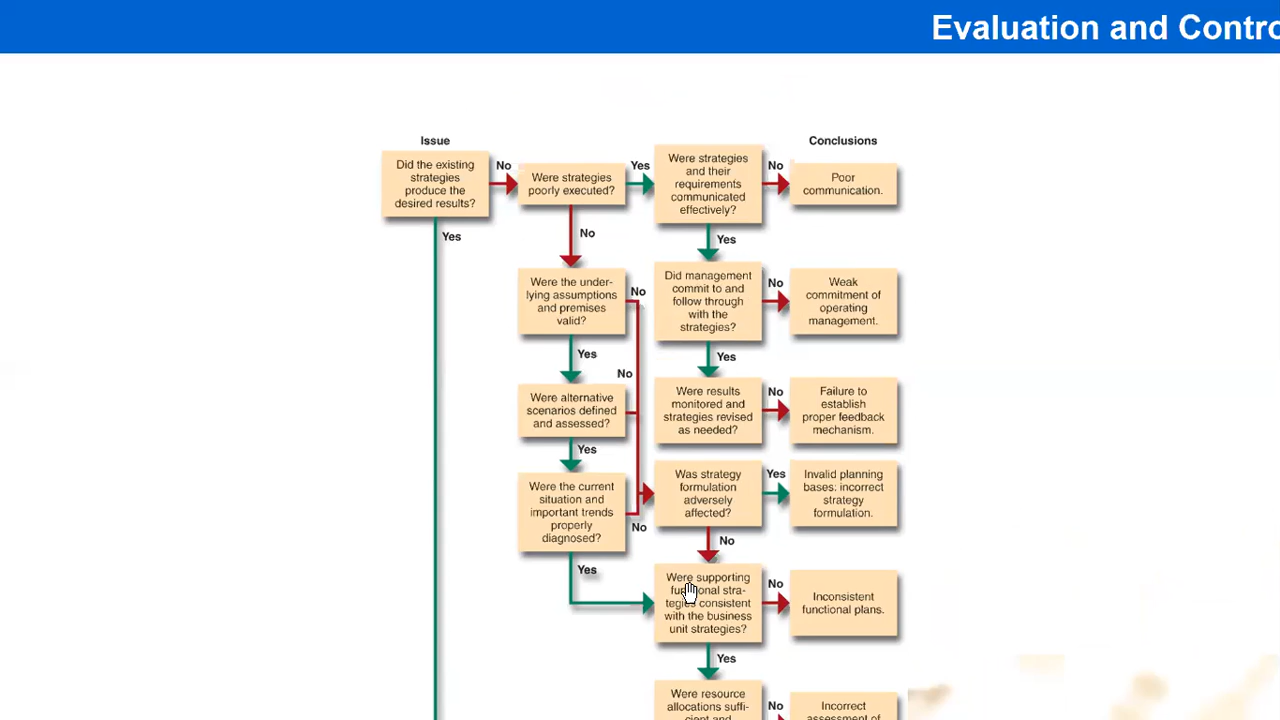 Evaluation and Contro
Issue
Conclusions
Did the existing
strategies
produce the
desired results?
No
Were strategies
poorly executed?
Yes
Were strategies
and their
requirements
communicated
effectively?
No
Poor
communication.
Yes
No
Yes
Were the under-
lying assumptions
and premises
valid?
No
Did management
commit to and
follow through
with the
strategies?
No
Weak
commitment of
operating
management.
Yes
No
Yes
Were alternative
scenarios defined
and assessed?
Were results
monitored and
strategies revised
as needed?
No
Failure to
establish
proper feedback
mechanism.
Yes
Were the current
situation and
important trends
properly
diagnosed?
No
Was strategy
formulation
adversely
affected?
Yes
Invalid planning
bases: incorrect
strategy
formulation.
No
Yes
Were supporting
functional stra-
tegies consistent
with the business
unit strategies?
No
Inconsistent
functional plans.
Yes
Were resource
allocations suffi-
cient and
No
Incorrect
assessment of